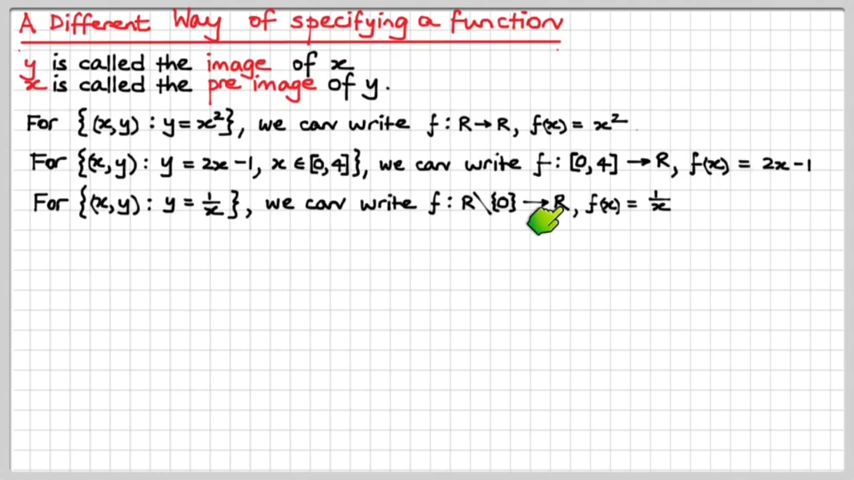 A Different Way of specifying a function
y is called the image of x
x is called the pre image of y.
For {(x,y) : y = x²}, we can write f : R → R, f(x) = x²
For {(x,y) : y = 2x - 1, x ∈ [0,4]}, we can write f : [0,4] → R, f(x) = 2x - 1
For {(x,y) : y = 1/x}, we can write f : R \ {0} → R, f(x) = 1/x